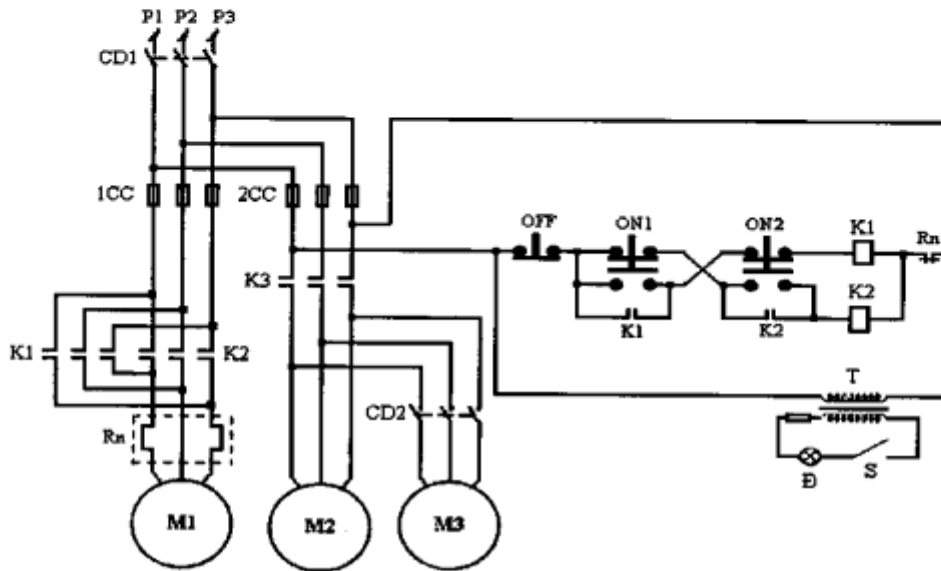 P1 P2 P3
CD1
1CC 2CC
OFF ON1 ON2 K1 Rn
K3
K2
K1 K2
K1 K2
T
CD2
Rn
Đ S
M1 M2 M3